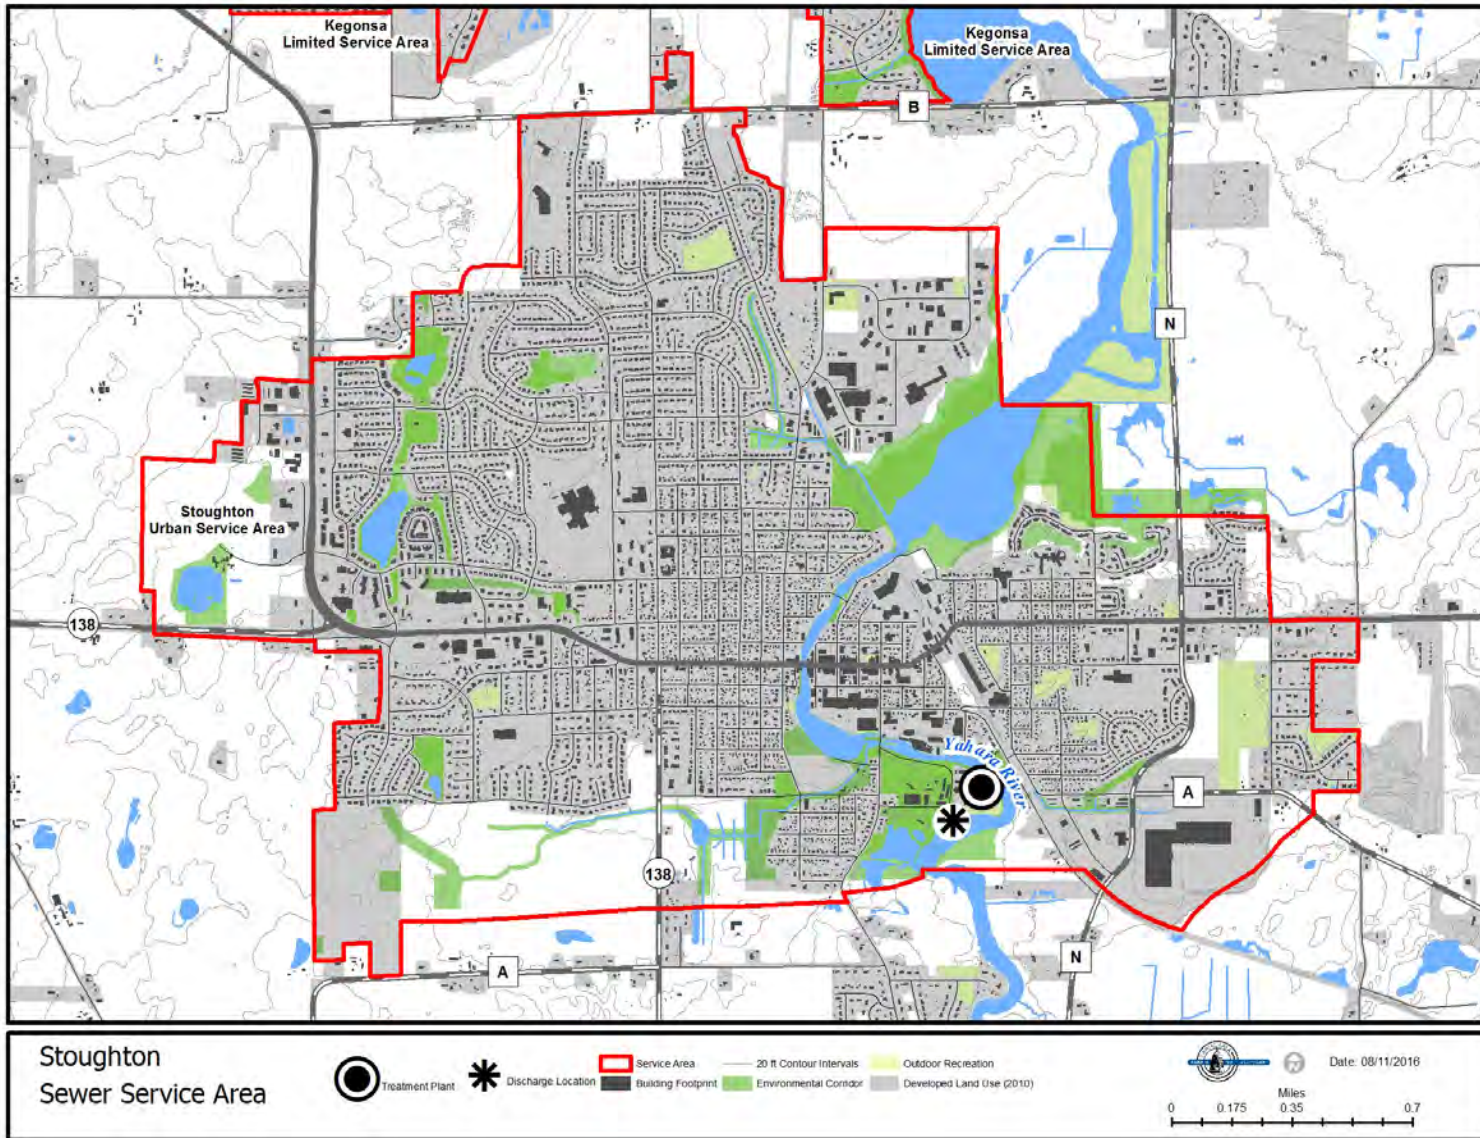 Kegonsa
Limited Service Area
Kegonsa
Limited Service Area
B
N
Stoughton
Urban Service Area
138
Yahara River
A
138
A
N
Stoughton
Sewer Service Area
Treatment Plant
Discharge Location
Service Area
Building Footprint
20 ft Contour Intervals
Environmental Corridor
Outdoor Recreation
Developed Land Use (2010)
Date: 08/11/2016
Miles
0 0.175 0.35 0.7